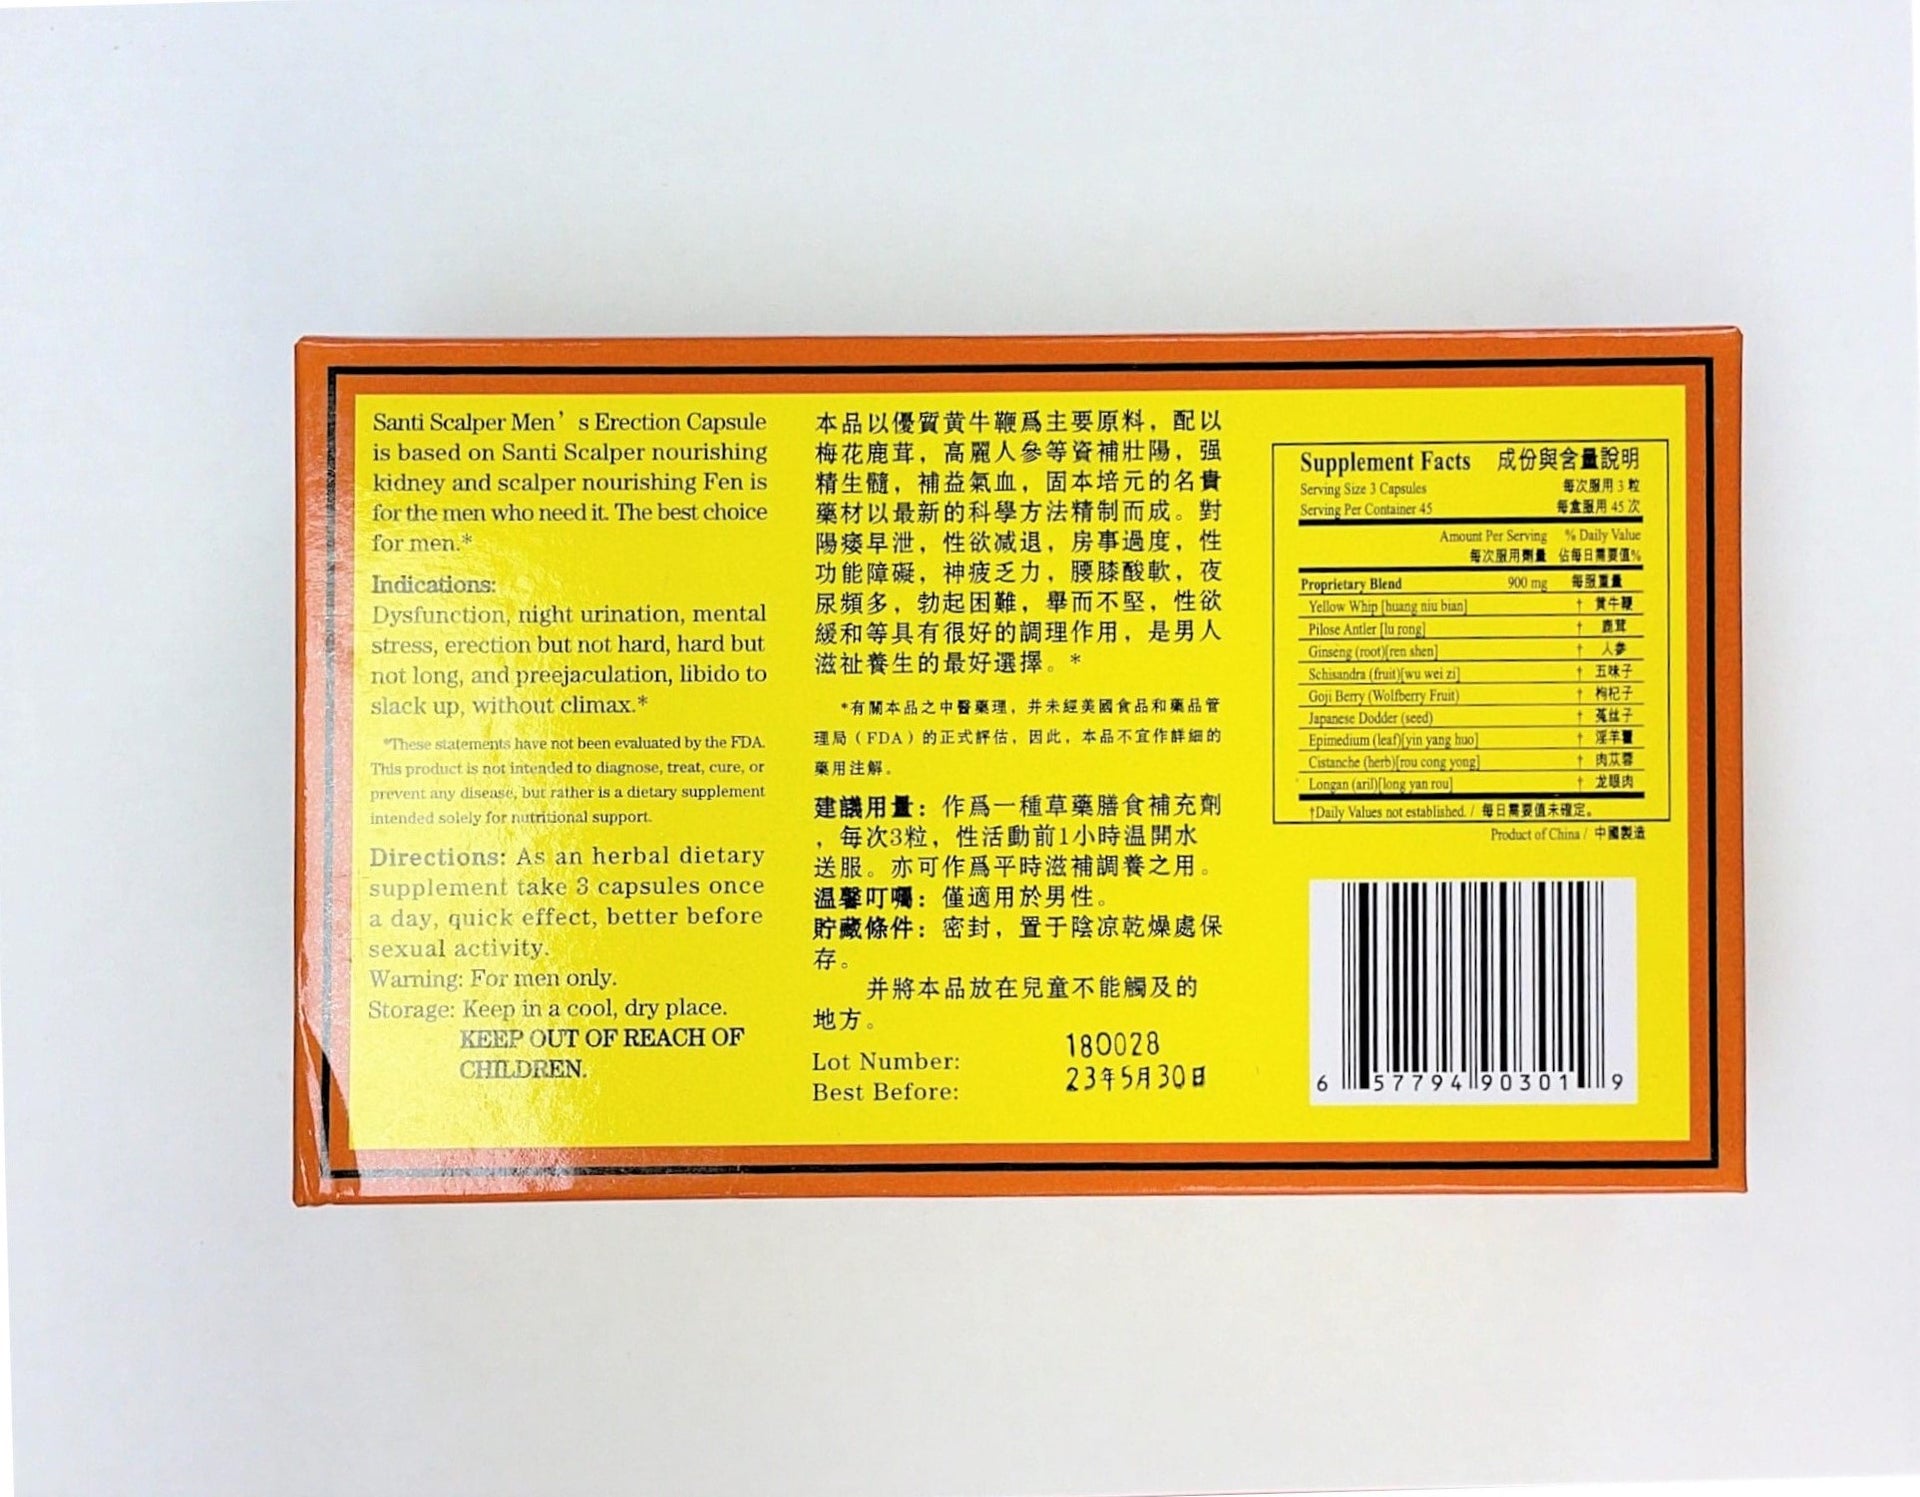 Santi Scalper Men's Erection Capsule
is based on Santi Scalper nourishing
kidney and scalper nourishing Fen is
for the men who need it. The best choice
for men.*
Indications:
Dysfunction, night urination, mental
stress, erection but not hard, hard but
not long, and preejaculation, libido to
slack up, without climax.*
*These statements have not been evaluated by the FDA.
This product is not intended to diagnose, treat, cure, or
prevent any disease, but rather is a dietary supplement
intended solely for nutritional support.
Directions: As an herbal dietary
supplement take 3 capsules once
a day, quick effect, better before
sexual activity.
Warning: For men only.
Storage: Keep in a cool, dry place.
KEEP OUT OF REACH OF
CHILDREN.
本品以優質黄牛鞭爲主要原料，配以
梅花鹿茸，高麗人參等資補壯陽，强
精生髓，補益氣血，固本培元的名貴
藥材以最新的科學方法精制而成。對
陽痿早泄，性欲减退，房事過度，性
功能障礙，神疲乏力，腰膝酸軟，夜
尿頻多，勃起困難，舉而不堅，性欲
緩和等具有很好的調理作用，是男人
滋祉養生的最好選擇。*
*有關本品之中醫藥理，并未經美國食品和藥品管
理局（FDA）的正式評估，因此，本品不宜作詳細的
藥用注解。
建議用量：作爲一種草藥膳食補充劑
，每次3粒，性活動前1小時温開水
送服。亦可作爲平時滋補調養之用。
温馨叮囑：僅適用於男性。
貯藏條件：密封，置于陰凉乾燥處保
存。
并將本品放在兒童不能觸及的
地方。
Lot Number: 180028
Best Before: 23年5月30日
Supplement Facts 成份與含量說明
Serving Size 3 Capsules 每次服用 3 粒
Serving Per Container 45 每盒服用 45 次
Amount Per Serving % Daily Value
每次服用劑量 佔每日需要值%
Proprietary Blend 900 mg 每服重量
Yellow Whip [huang niu bian] † 黄牛鞭
Pilose Antler [lu rong] † 鹿茸
Ginseng (root)[ren shen] † 人參
Schisandra (fruit)[wu wei zi] † 五味子
Goji Berry (Wolfberry Fruit) † 枸杞子
Japanese Dodder (seed) † 菟丝子
Epimedium (leaf)[yin yang huo] † 淫羊藿
Cistanche (herb)[rou cong yong] † 肉苁蓉
Longan (aril)[long yan rou] † 龙眼肉
†Daily Values not established. / 每日需要值未確定。
Product of China / 中國製造
6 57794 90301 9